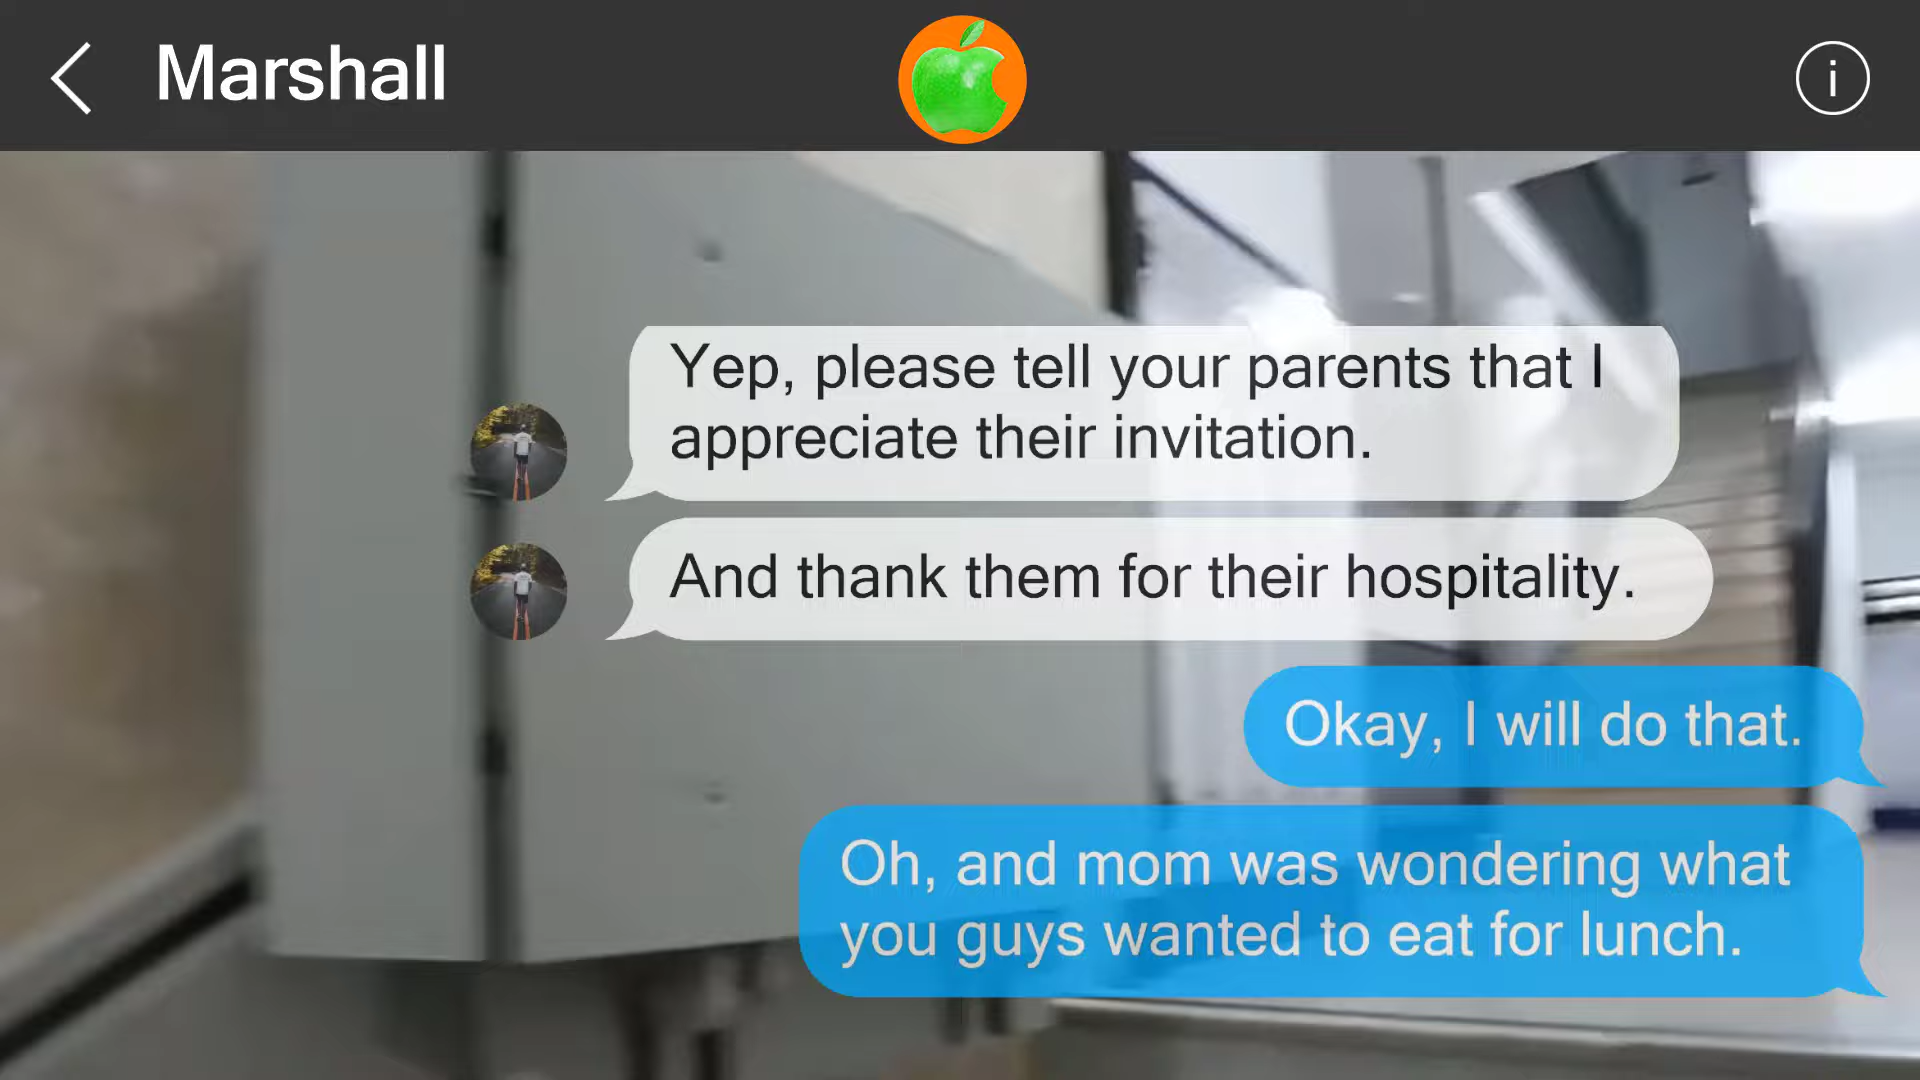 Marshall
i
Yep, please tell your parents that I
appreciate their invitation.
And thank them for their hospitality.
Okay, I will do that.
Oh, and mom was wondering what
you guys wanted to eat for lunch.